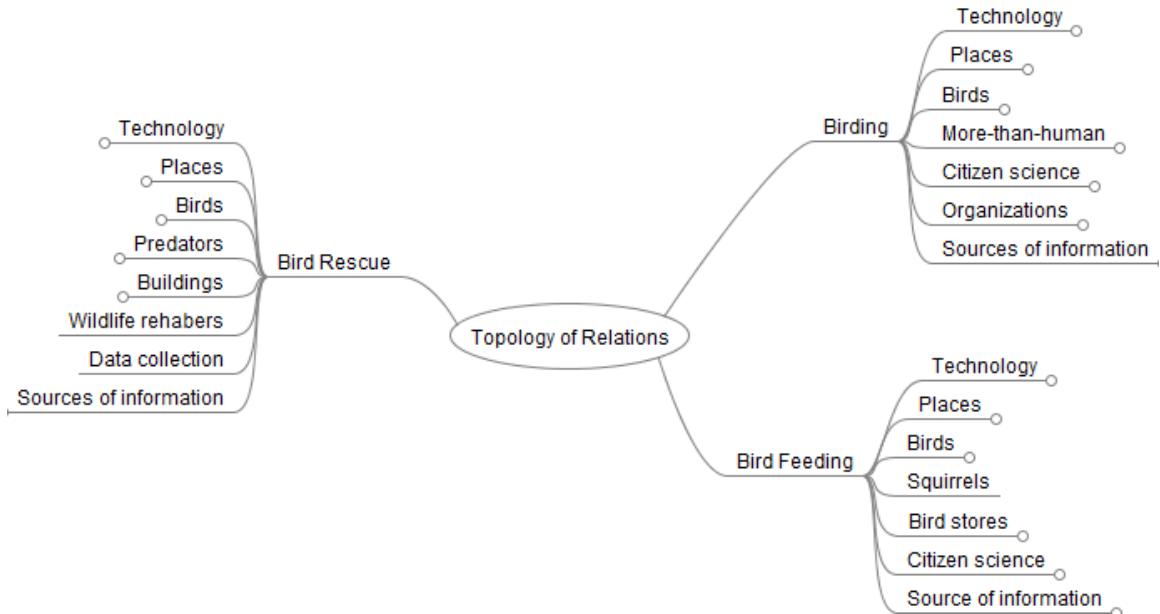 Topology of Relations
Bird Rescue
Technology
Places
Birds
Predators
Buildings
Wildlife rehabers
Data collection
Sources of information
Birding
Technology
Places
Birds
More-than-human
Citizen science
Organizations
Sources of information
Bird Feeding
Technology
Places
Birds
Squirrels
Bird stores
Citizen science
Source of information